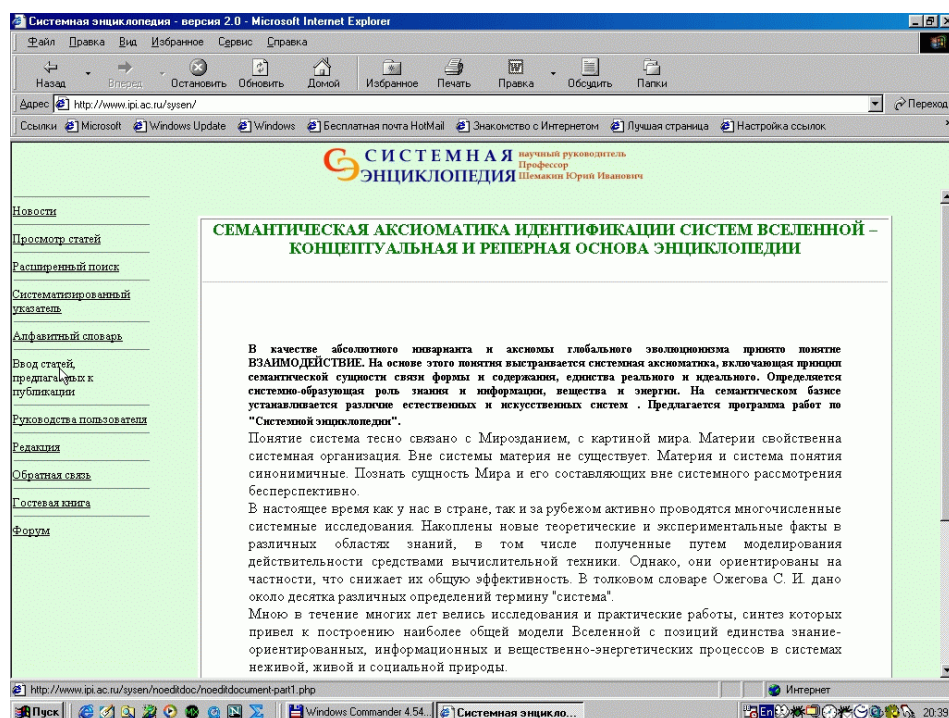 Системная энциклопедия - версия 2.0 - Microsoft Internet Explorer
Файл Правка Вид Избранное Сервис Справка
Назад Вперед Остановить Обновить Домой Избранное Печать Правка Обсудить Папки
Адрес http://www.ipi.ac.ru/sysen/ Переход
Ссылки Microsoft Windows Update Windows Бесплатная почта HotMail Знакомство с Интернетом Лучшая страница Настройка ссылок
СИСТЕМНАЯ
ЭНЦИКЛОПЕДИЯ
научный руководитель
Профессор
Шемакин Юрий Иванович
Новости
Просмотр статей
Расширенный поиск
Систематизированный
указатель
Алфавитный словарь
Ввод статей,
предлагаемых к
публикации
Руководства пользователя
Редакция
Обратная связь
Гостевая книга
Форум
СЕМАНТИЧЕСКАЯ АКСИОМАТИКА ИДЕНТИФИКАЦИИ СИСТЕМ ВСЕЛЕННОЙ –
КОНЦЕПТУАЛЬНАЯ И РЕПЕРНАЯ ОСНОВА ЭНЦИКЛОПЕДИИ
В качестве абсолютного инварианта и аксиомы глобального эволюционизма принято понятие
ВЗАИМОДЕЙСТВИЕ. На основе этого понятия выстраивается системная аксиоматика, включающая принцип
семантической сущности связи формы и содержания, единства реального и идеального. Определяется
системно-образующая роль знания и информации, вещества и энергии. На семантическом базисе
устанавливается различие естественных и искусственных систем . Предлагается программа работ по
"Системной энциклопедии".
Понятие система тесно связано с Мирозданием, с картиной мира. Материи свойственна
системная организация. Вне системы материя не существует. Материя и система понятия
синонимичные. Познать сущность Мира и его составляющих вне системного рассмотрения
бесперспективно.
В настоящее время как у нас в стране, так и за рубежом активно проводятся многочисленные
системные исследования. Накоплены новые теоретические и экспериментальные факты в
различных областях знаний, в том числе полученные путем моделирования
действительности средствами вычислительной техники. Однако, они ориентированы на
частности, что снижает их общую эффективность. В толковом словаре Ожегова С. И. дано
около десятка различных определений термину "система".
Мною в течение многих лет велись исследования и практические работы, синтез которых
привел к построению наиболее общей модели Вселенной с позиций единства знание-
ориентированных, информационных и вещественно-энергетических процессов в системах
неживой, живой и социальной природы.
http://www.ipi.ac.ru/sysen/noeditdoc/noeditdocument-part1.php Интернет
Пуск Windows Commander 4.54... Системная энцикло... En 20:39